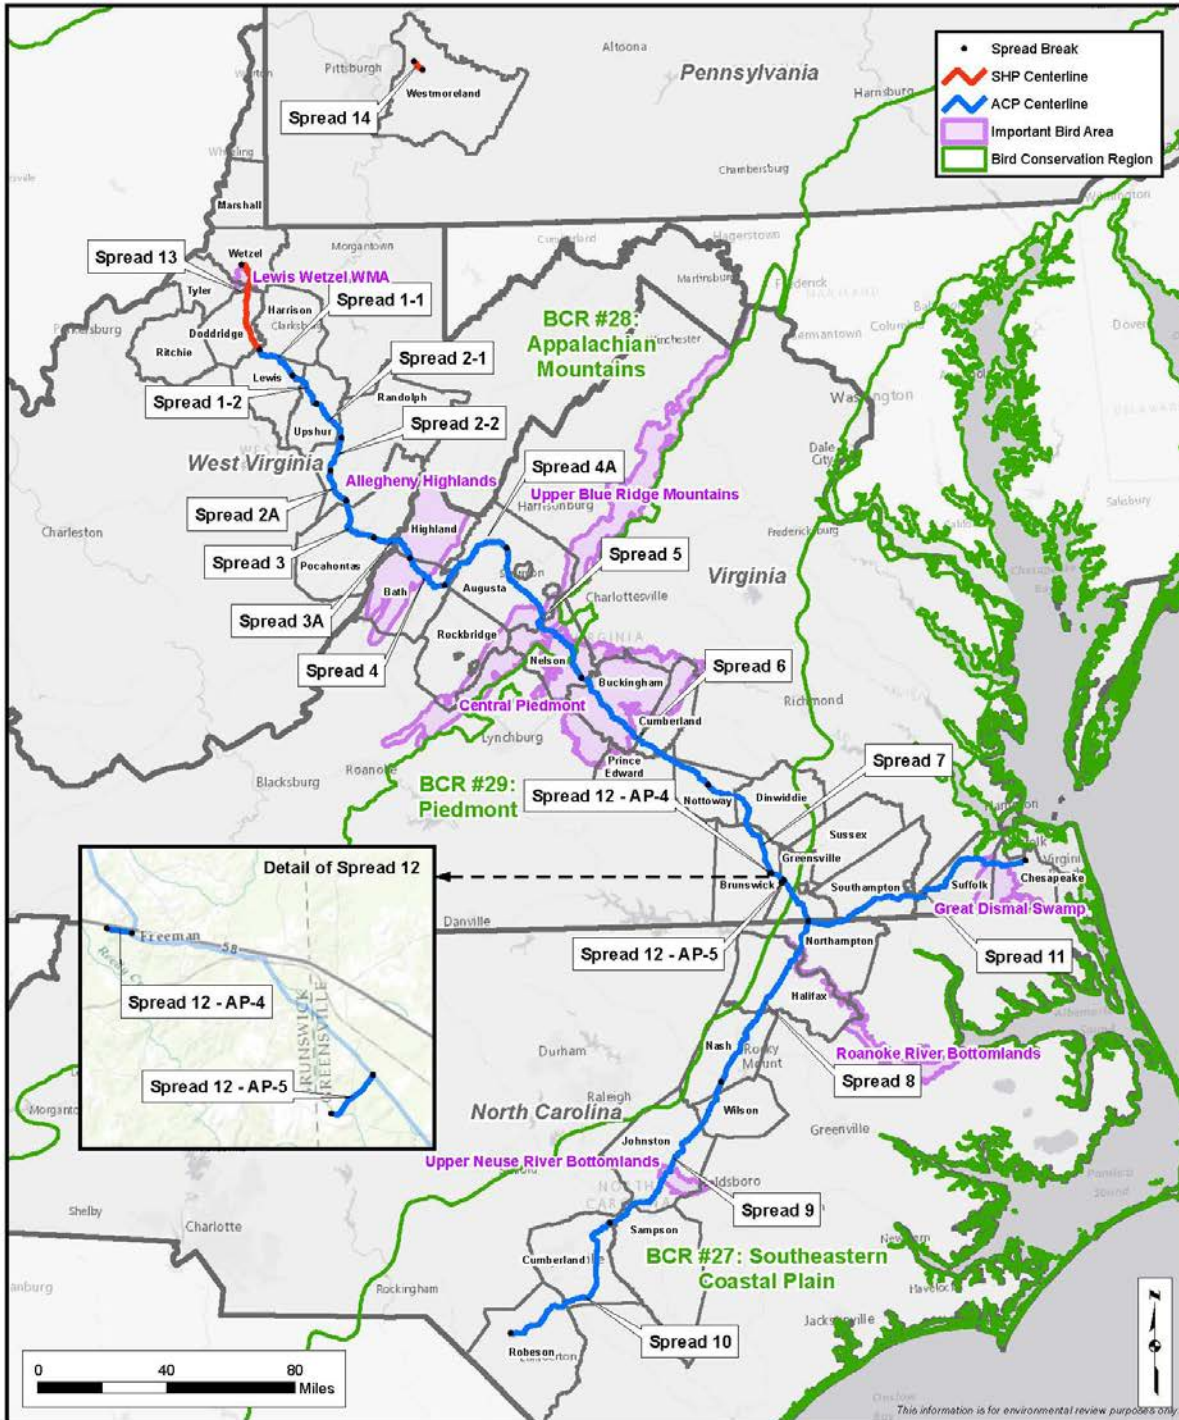 Altoona
Pittsburgh
Pennsylvania
Westmoreland
Harrisburg
Spread 14
Chambersburg
Spread Break
SHP Centerline
ACP Centerline
Important Bird Area
Bird Conservation Region
Wheeling
Washington
Marshall
Morgantown
Cumberland
Hagerstown
Wetzel
Spread 13
Lewis Wetzel WMA
Martinsburg
Frederick
MARYLAND
Tyler
Spread 1-1
Harrison
Clarksburg
Doddridge
Ritchie
BCR #28:
Appalachian
Mountains
Winchester
Columbia
Dover
Spread 2-1
Lewis
Randolph
Spread 1-2
Upshur
Spread 2-2
Washington
Dale
City
West Virginia
Spread 4A
Allegheny Highlands
Upper Blue Ridge Mountains
Harrisonburg
Salisbury
Spread 2A
Highland
Charleston
Fredericksburg
Spread 3
Pocahontas
Spread 5
Virginia
Bath
Augusta
Charlottesville
Spread 3A
Rockbridge
Spread 4
Nelson
Spread 6
Buckingham
Central Piedmont
Cumberland
Richmond
Lynchburg
Roanoke
Prince
Edward
Blacksburg
BCR #29:
Piedmont
Spread 7
Spread 12 - AP-4
Nottoway
Dinwiddie
Sussex
Greensville
Brunswick
Southampton
Suffolk
Chesapeake
Great Dismal Swamp
Detail of Spread 12
Danville
Freeman
58
Spread 12 - AP-4
Spread 12 - AP-5
Northampton
Spread 11
Halifax
BRUNSWICK
GREENSVILLE
Spread 12 - AP-5
Nash
Durham
Rocky
Mount
Roanoke River Bottomlands
Spread 8
Raleigh
North Carolina
Wilson
Greenville
Johnston
Upper Neuse River Bottomlands
Spread 9
Shelby
Charlotte
Sampson
Cumberland
BCR #27: Southeastern
Coastal Plain
Rockingham
Jacksonville
Spread 10
Robeson
0 40 80
Miles
N
This information is for environmental review purposes only.